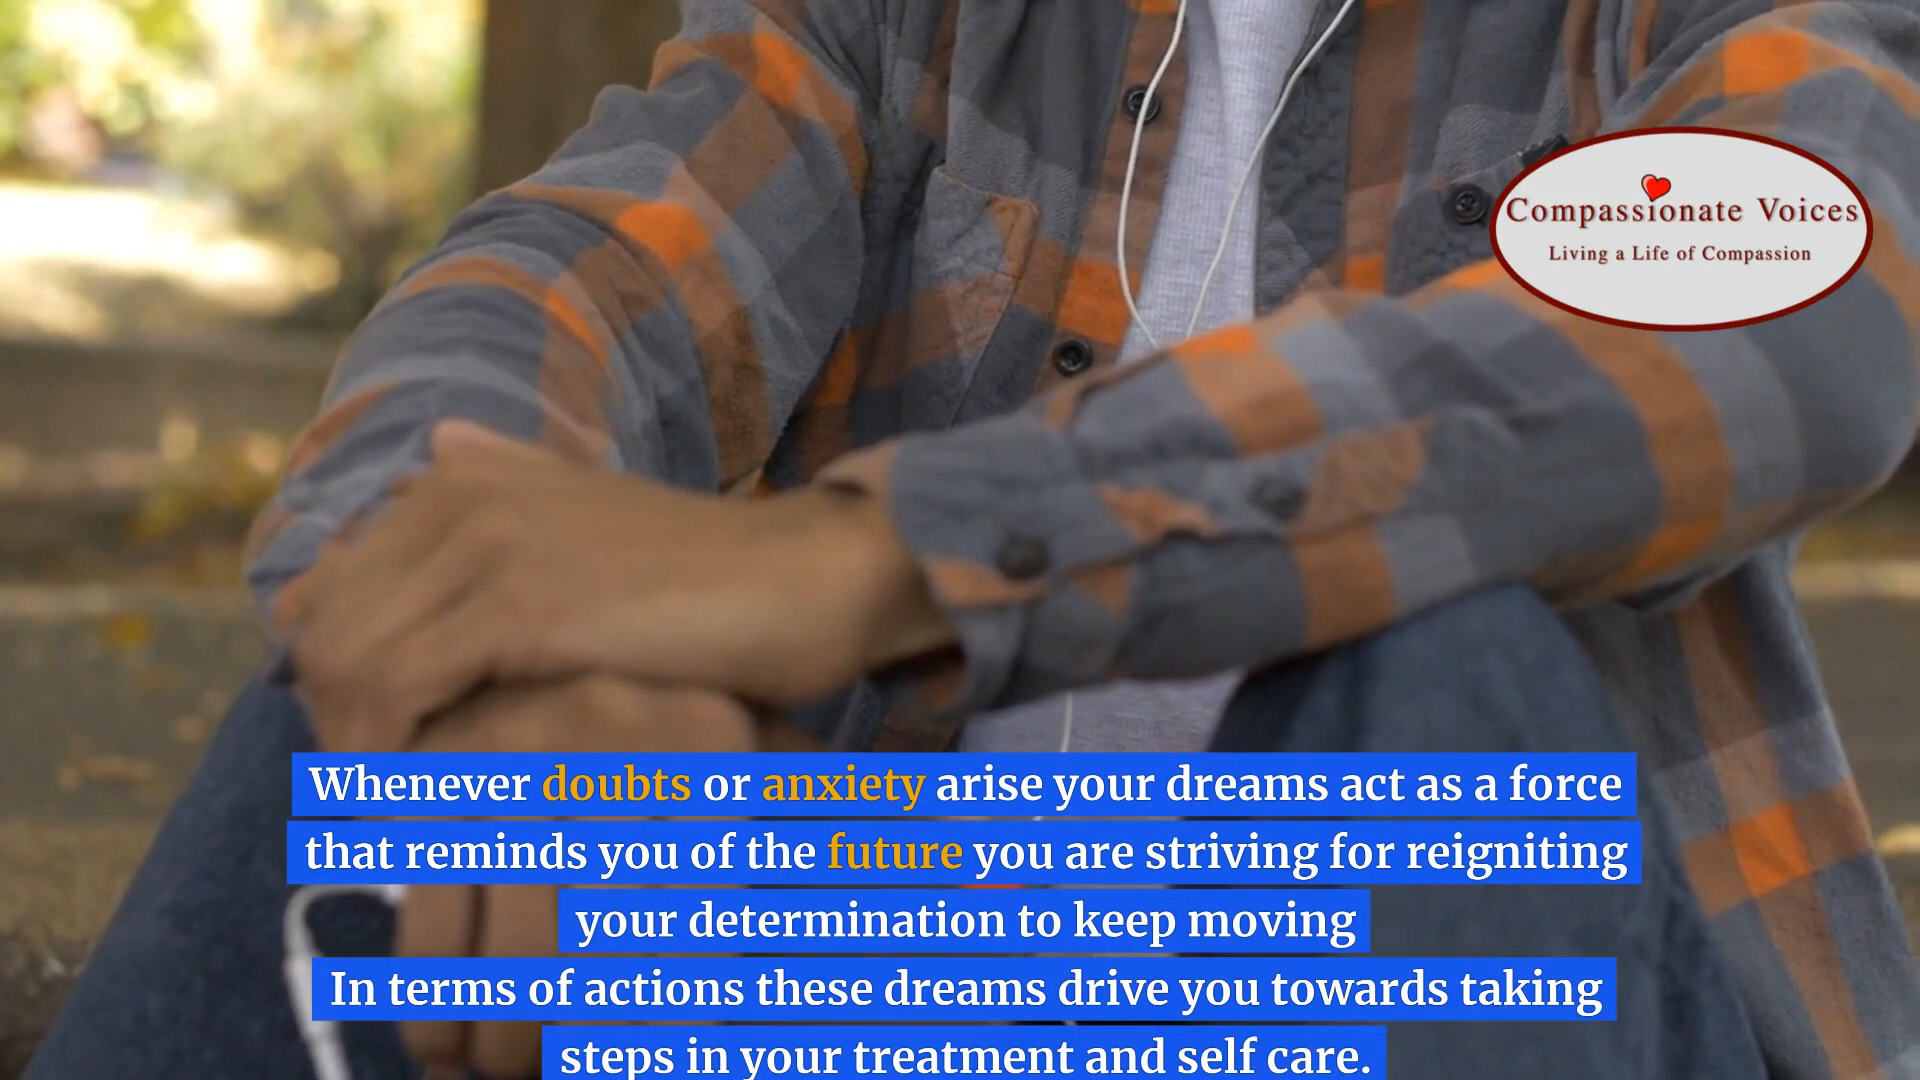 Compassionate Voices
Living a Life of Compassion
Whenever doubts or anxiety arise your dreams act as a force
that reminds you of the future you are striving for reigniting
your determination to keep moving
In terms of actions these dreams drive you towards taking
steps in your treatment and self care.